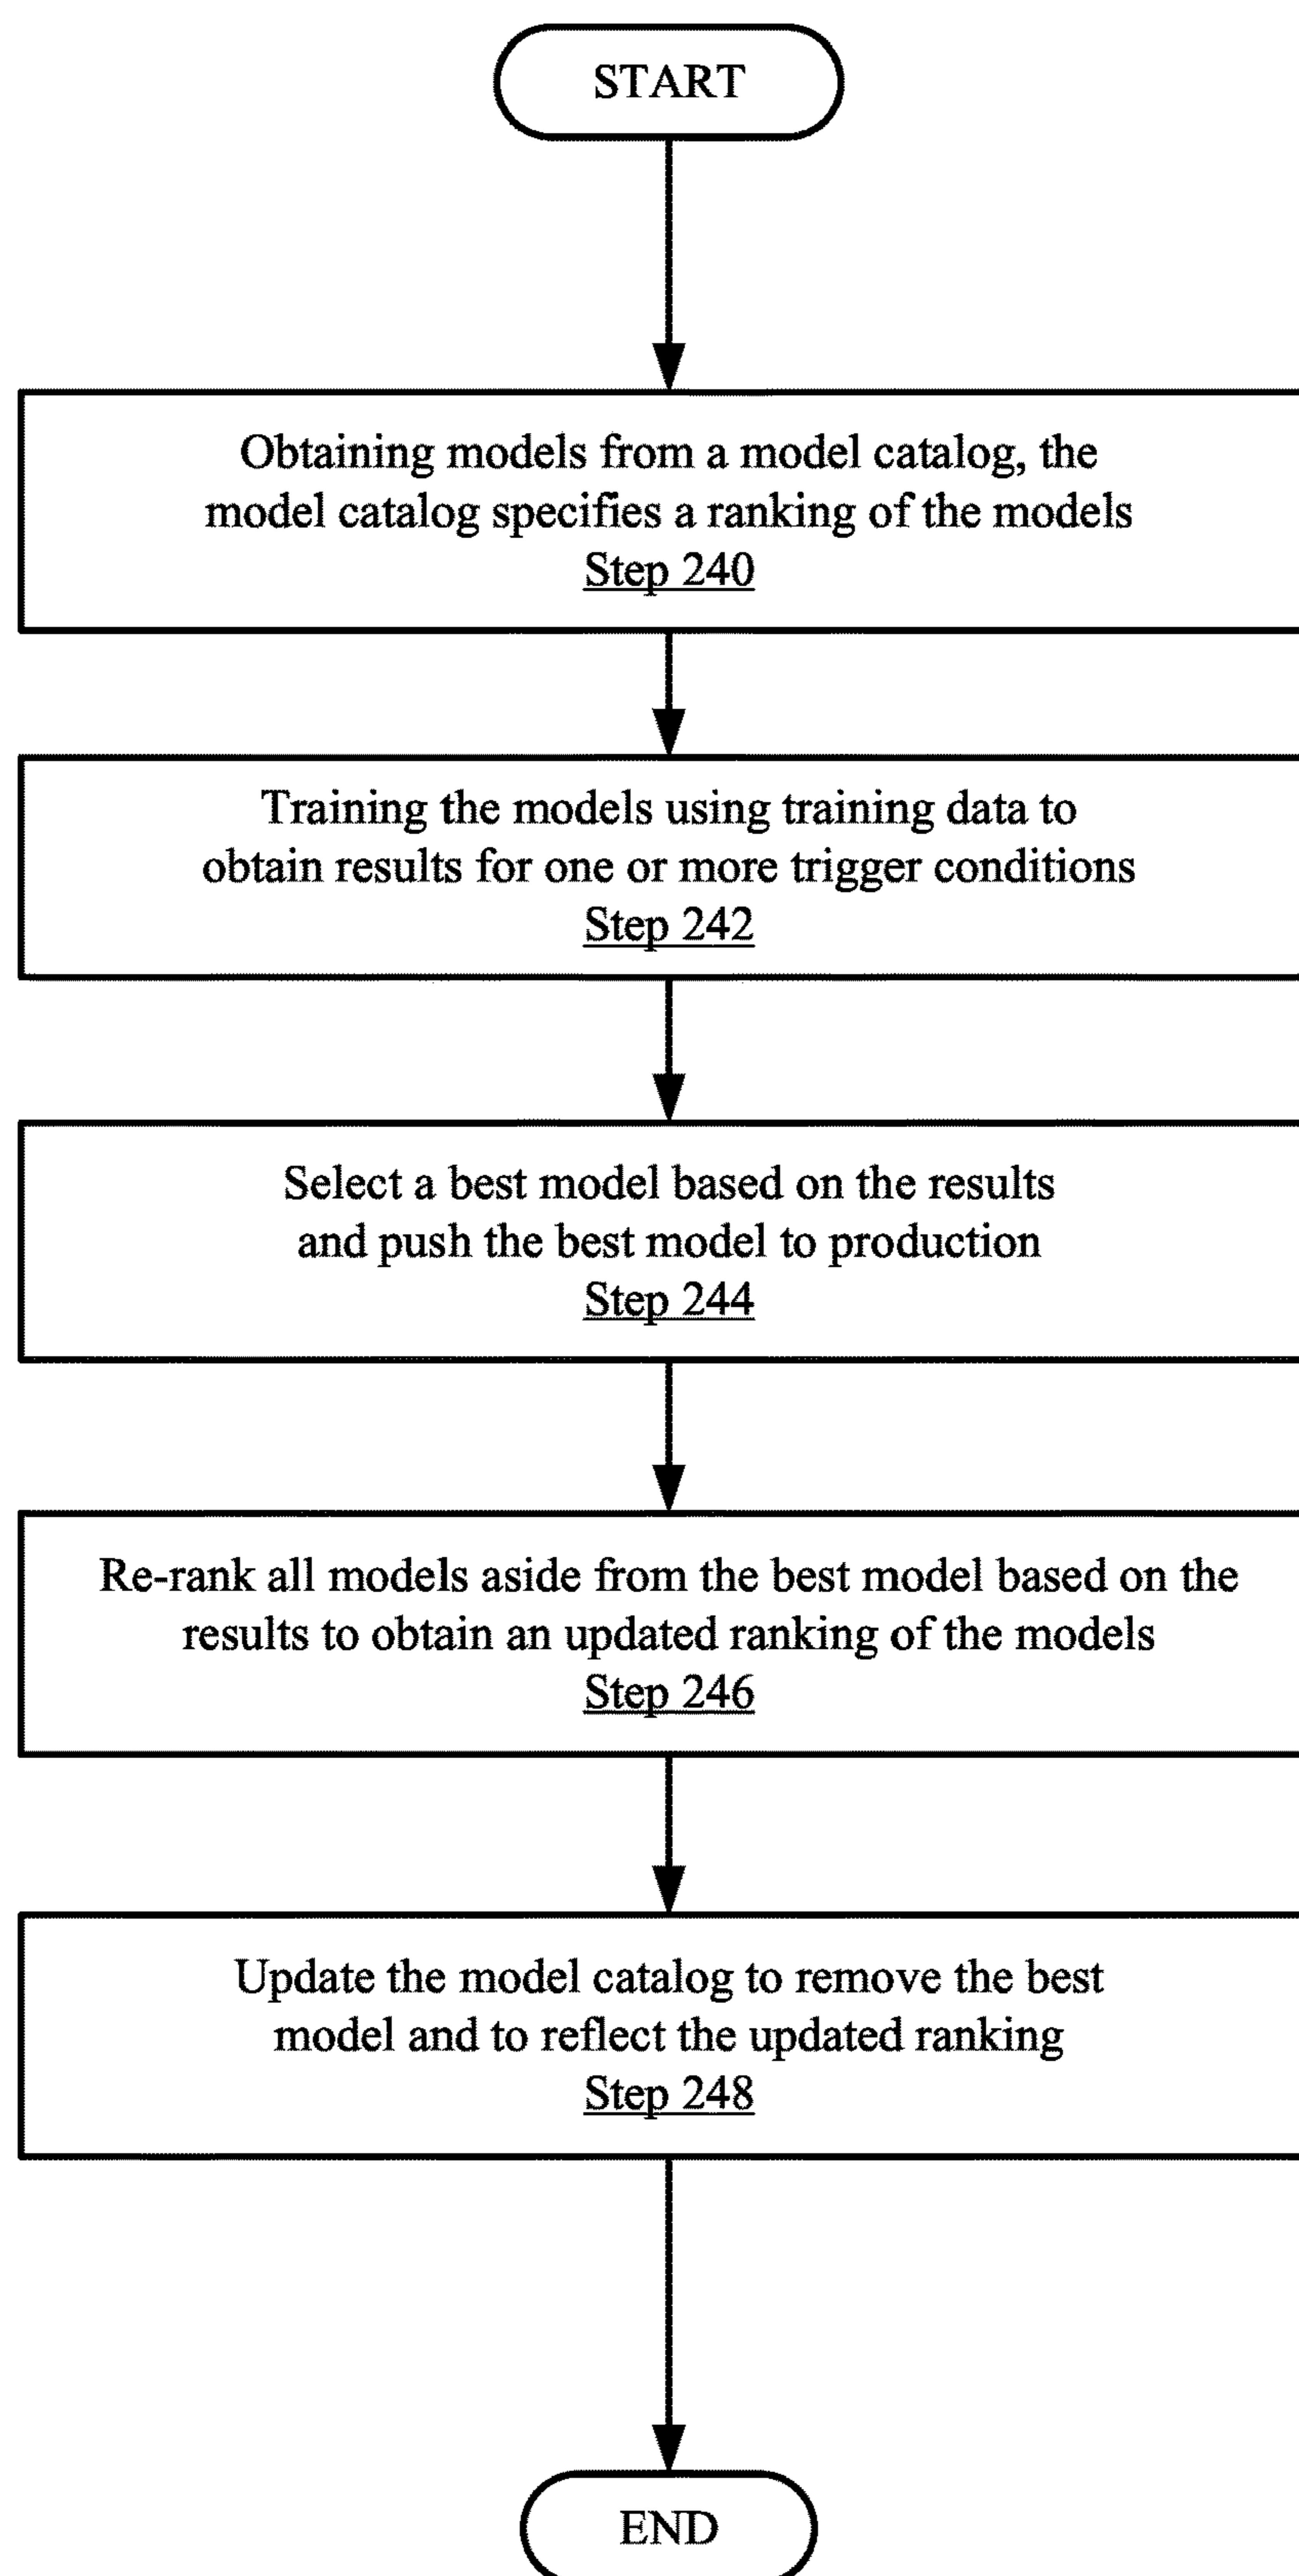 START
Obtaining models from a model catalog, the
model catalog specifies a ranking of the models
Step 240
Training the models using training data to
obtain results for one or more trigger conditions
Step 242
Select a best model based on the results
and push the best model to production
Step 244
Re-rank all models aside from the best model based on the
results to obtain an updated ranking of the models
Step 246
Update the model catalog to remove the best
model and to reflect the updated ranking
Step 248
END